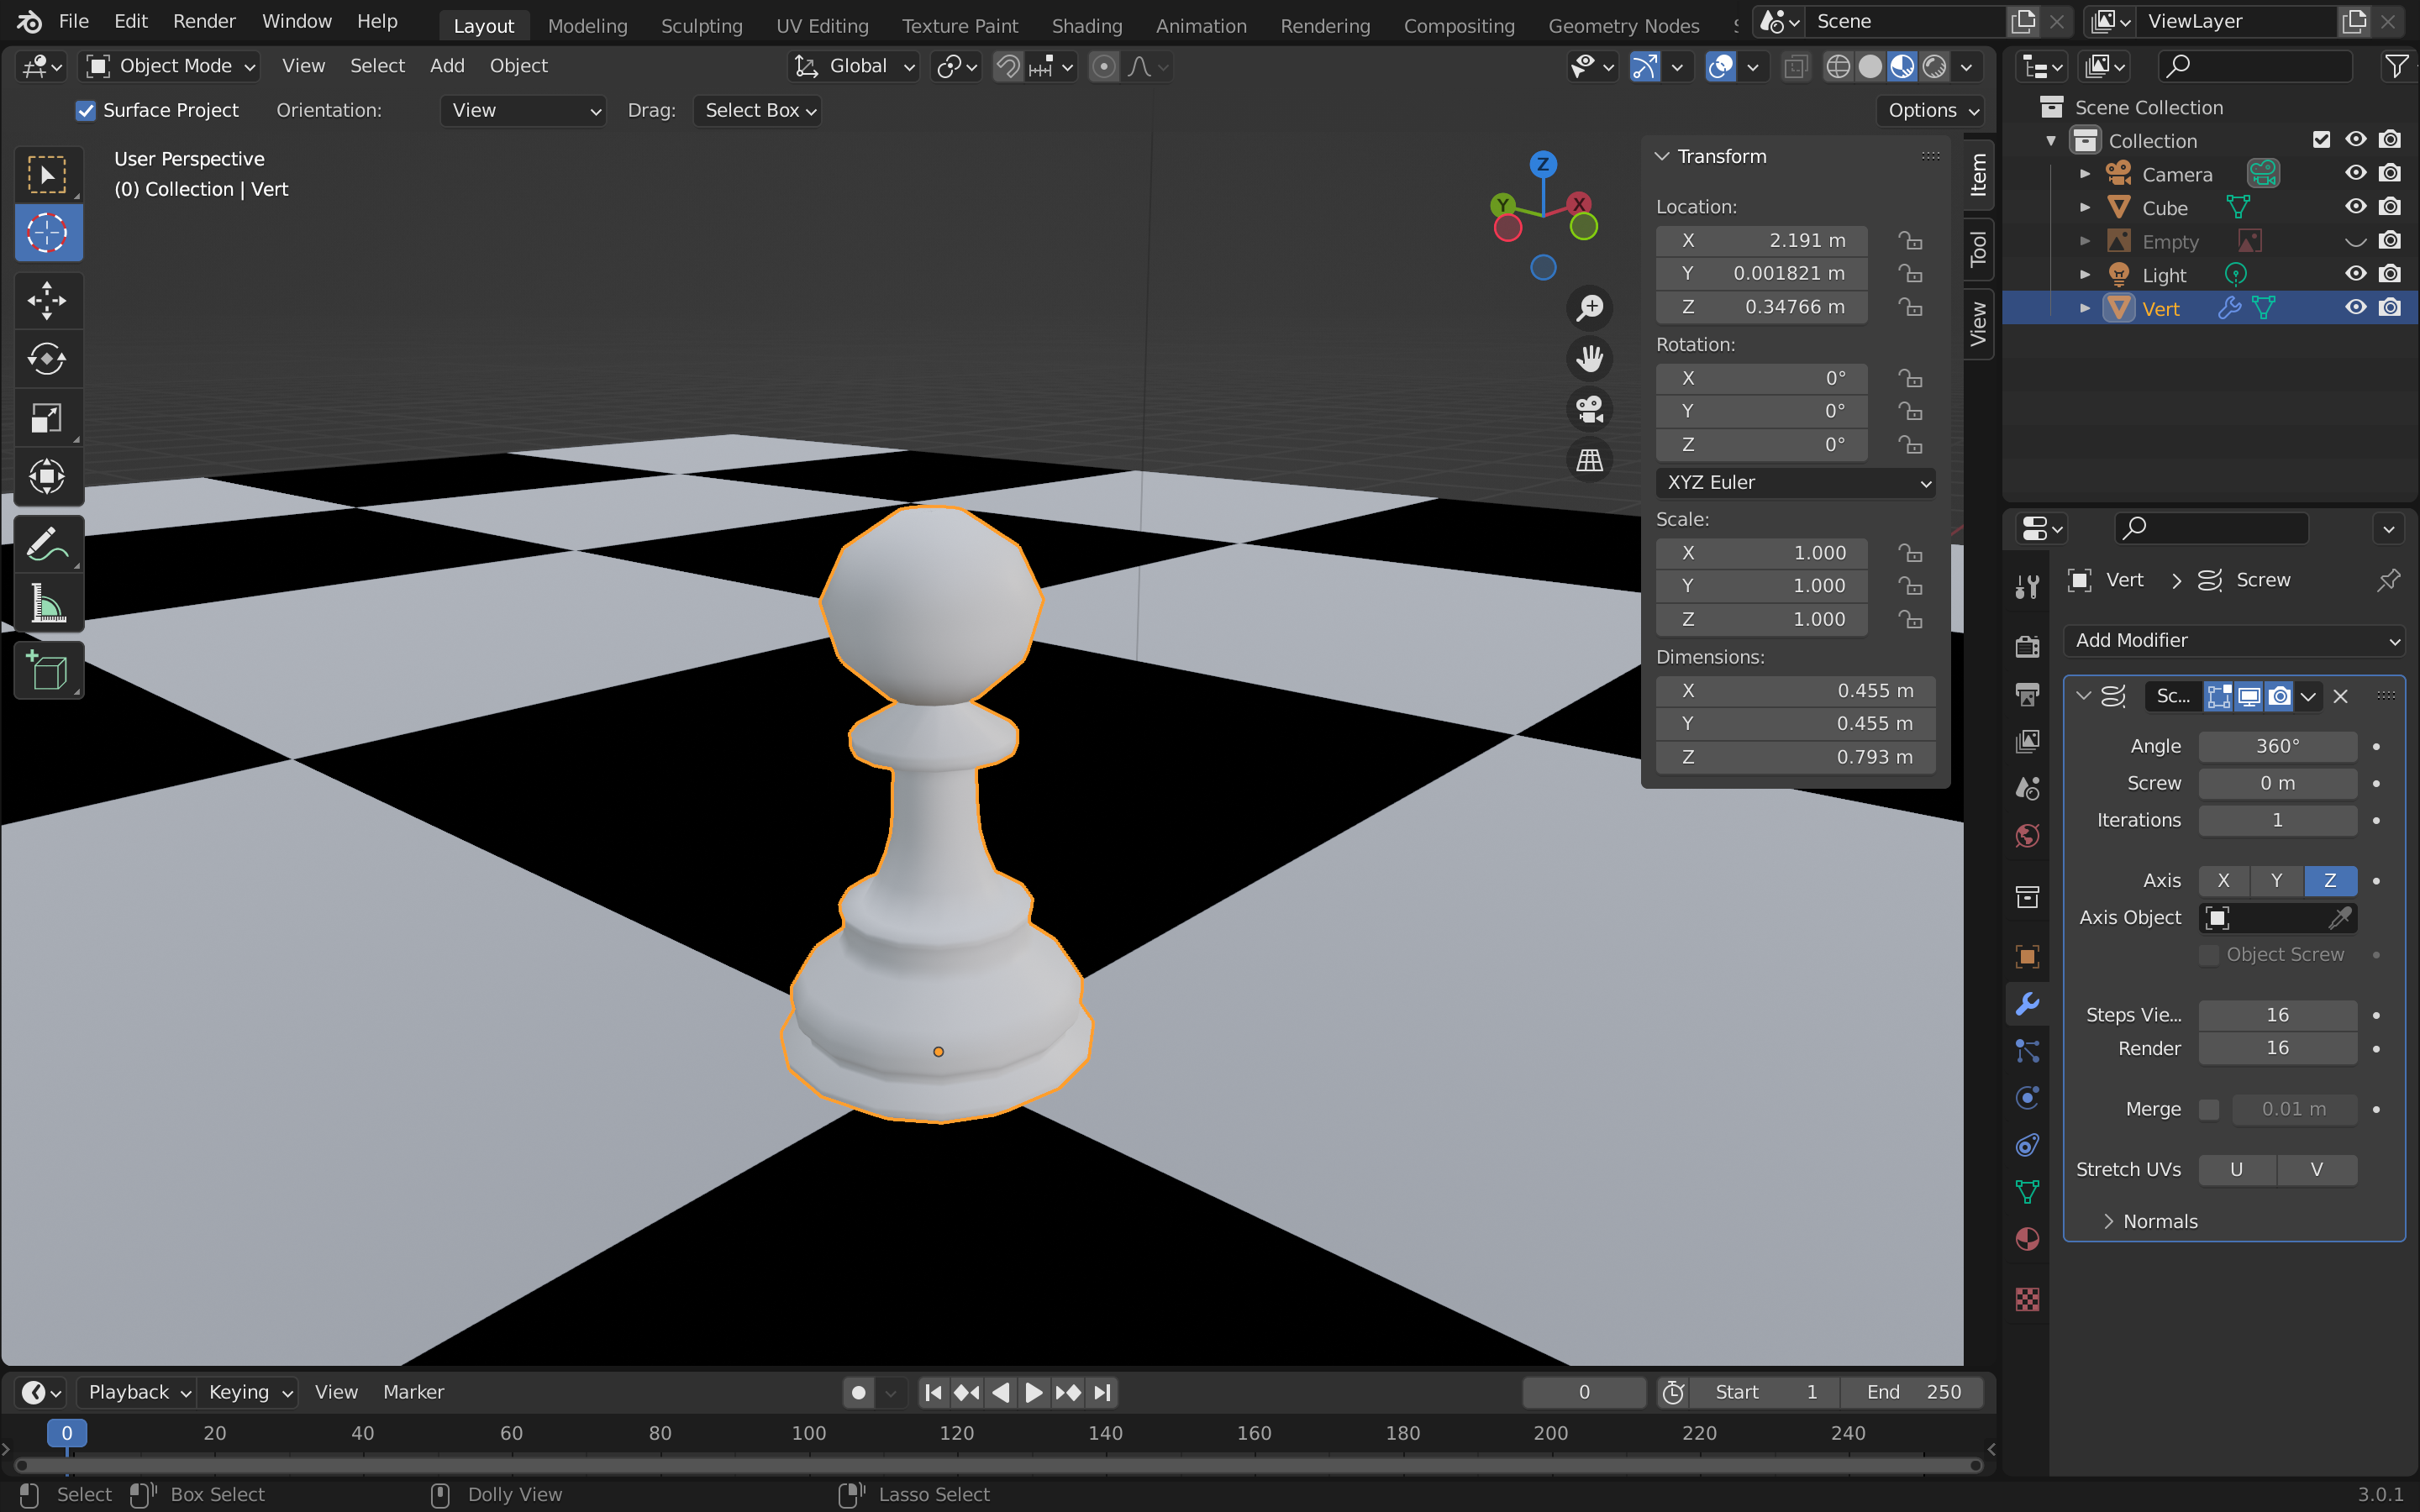 File Edit Render Window Help Layout Modeling Sculpting UV Editing Texture Paint Shading Animation Rendering Compositing Geometry Nodes Scene ViewLayer
Object Mode View Select Add Object Global
Surface Project Orientation: View Drag: Select Box Options
User Perspective
(0) Collection | Vert
Z
Y X
Transform
Location:
X 2.191 m
Y 0.001821 m
Z 0.34766 m
Rotation:
X 0°
Y 0°
Z 0°
XYZ Euler
Scale:
X 1.000
Y 1.000
Z 1.000
Dimensions:
X 0.455 m
Y 0.455 m
Z 0.793 m
Item
Tool
View
Scene Collection
Collection
Camera
Cube
Empty
Light
Vert
Vert > Screw
Add Modifier
Sc...
Angle 360°
Screw 0 m
Iterations 1
Axis X Y Z
Axis Object
Object Screw
Steps Vie... 16
Render 16
Merge 0.01 m
Stretch UVs U V
Normals
Playback Keying View Marker 0 Start 1 End 250
0 20 40 60 80 100 120 140 160 180 200 220 240
Select Box Select Dolly View Lasso Select 3.0.1